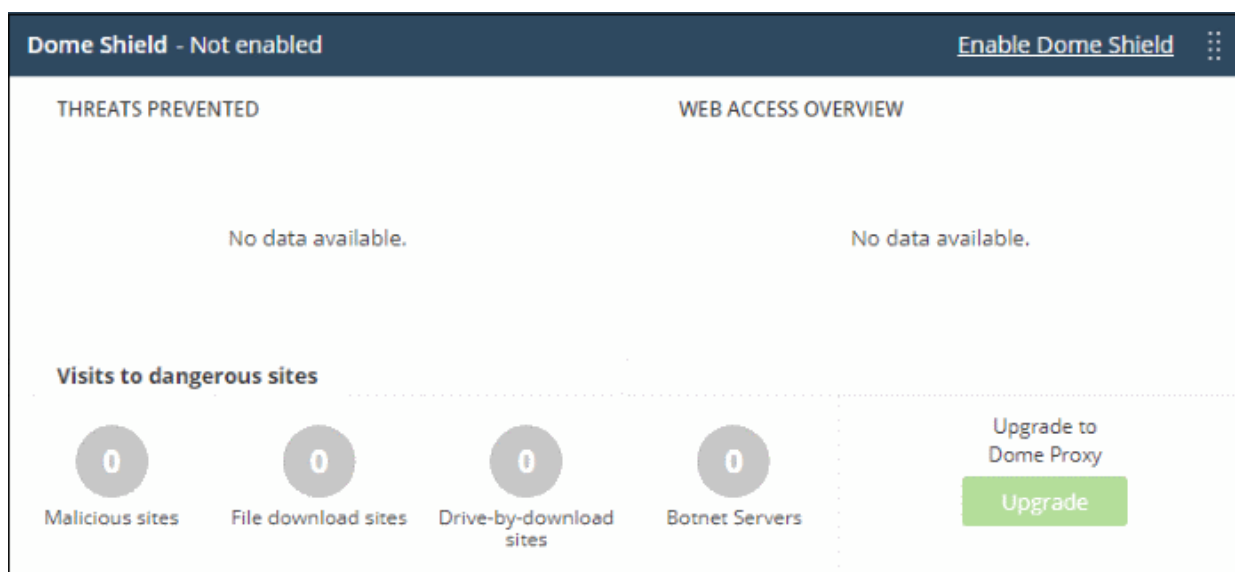 Dome Shield - Not enabled Enable Dome Shield
THREATS PREVENTED WEB ACCESS OVERVIEW
No data available. No data available.
Visits to dangerous sites
0 0 0 0
Malicious sites File download sites Drive-by-download
sites Botnet Servers
Upgrade to
Dome Proxy
Upgrade